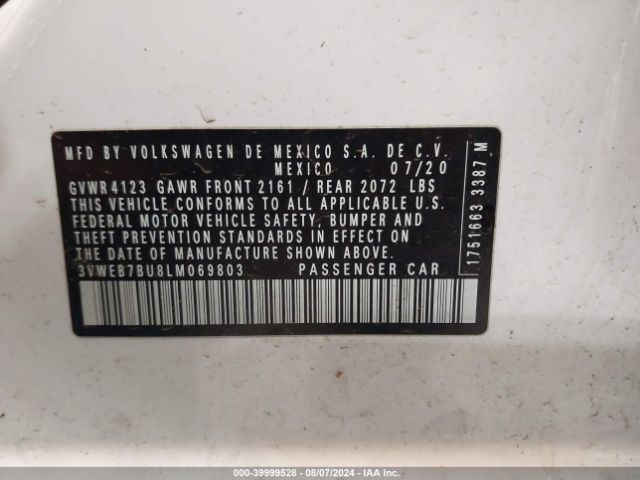 MFD BY VOLKSWAGEN DE MEXICO S.A. DE C.V.
MEXICO 07/20
GVWR 4123 GAWR FRONT 2161 / REAR 2072 LBS
THIS VEHICLE CONFORMS TO ALL APPLICABLE U.S.
FEDERAL MOTOR VEHICLE SAFETY, BUMPER AND
THEFT PREVENTION STANDARDS IN EFFECT ON
THE DATE OF MANUFACTURE SHOWN ABOVE.
3VWEB7BU8LM069803 PASSENGER CAR
1751663 3387 M
000-39999528 - 08/07/2024 - IAA Inc.